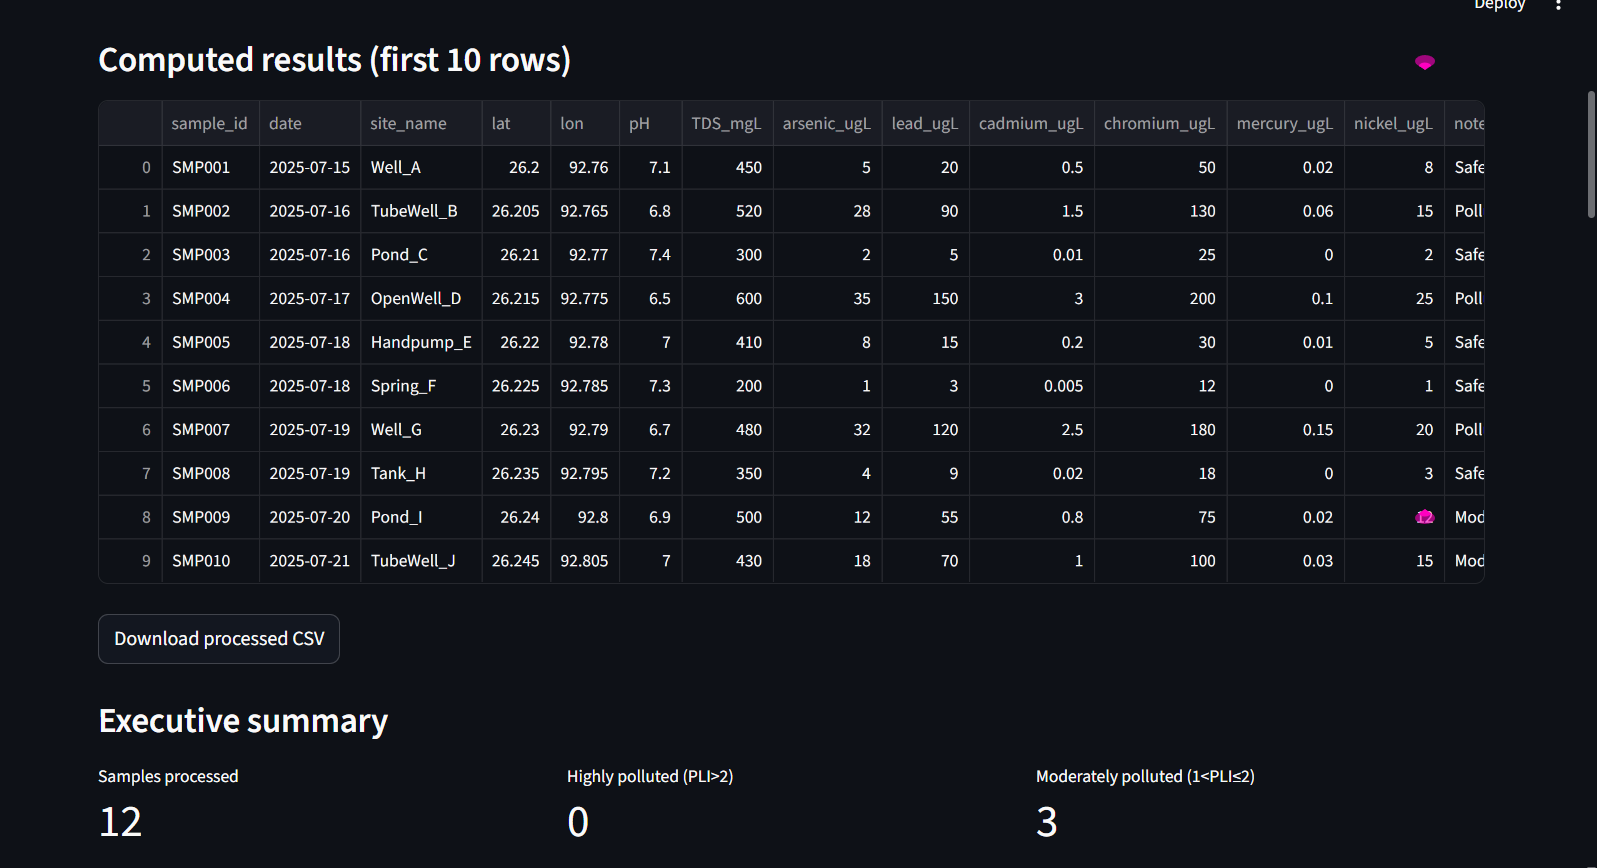 Deploy
Computed results (first 10 rows)
sample_id date site_name lat lon pH TDS_mgL arsenic_ugL lead_ugL cadmium_ugL chromium_ugL mercury_ugL nickel_ugL note
0 SMP001 2025-07-15 Well_A 26.2 92.76 7.1 450 5 20 0.5 50 0.02 8 Safe
1 SMP002 2025-07-16 TubeWell_B 26.205 92.765 6.8 520 28 90 1.5 130 0.06 15 Poll
2 SMP003 2025-07-16 Pond_C 26.21 92.77 7.4 300 2 5 0.01 25 0 2 Safe
3 SMP004 2025-07-17 OpenWell_D 26.215 92.775 6.5 600 35 150 3 200 0.1 25 Poll
4 SMP005 2025-07-18 Handpump_E 26.22 92.78 7 410 8 15 0.2 30 0.01 5 Safe
5 SMP006 2025-07-18 Spring_F 26.225 92.785 7.3 200 1 3 0.005 12 0 1 Safe
6 SMP007 2025-07-19 Well_G 26.23 92.79 6.7 480 32 120 2.5 180 0.15 20 Poll
7 SMP008 2025-07-19 Tank_H 26.235 92.795 7.2 350 4 9 0.02 18 0 3 Safe
8 SMP009 2025-07-20 Pond_I 26.24 92.8 6.9 500 12 55 0.8 75 0.02 12 Mod
9 SMP010 2025-07-21 TubeWell_J 26.245 92.805 7 430 18 70 1 100 0.03 15 Mod
Download processed CSV
Executive summary
Samples processed Highly polluted (PLI>2) Moderately polluted (1<PLI≤2)
12 0 3